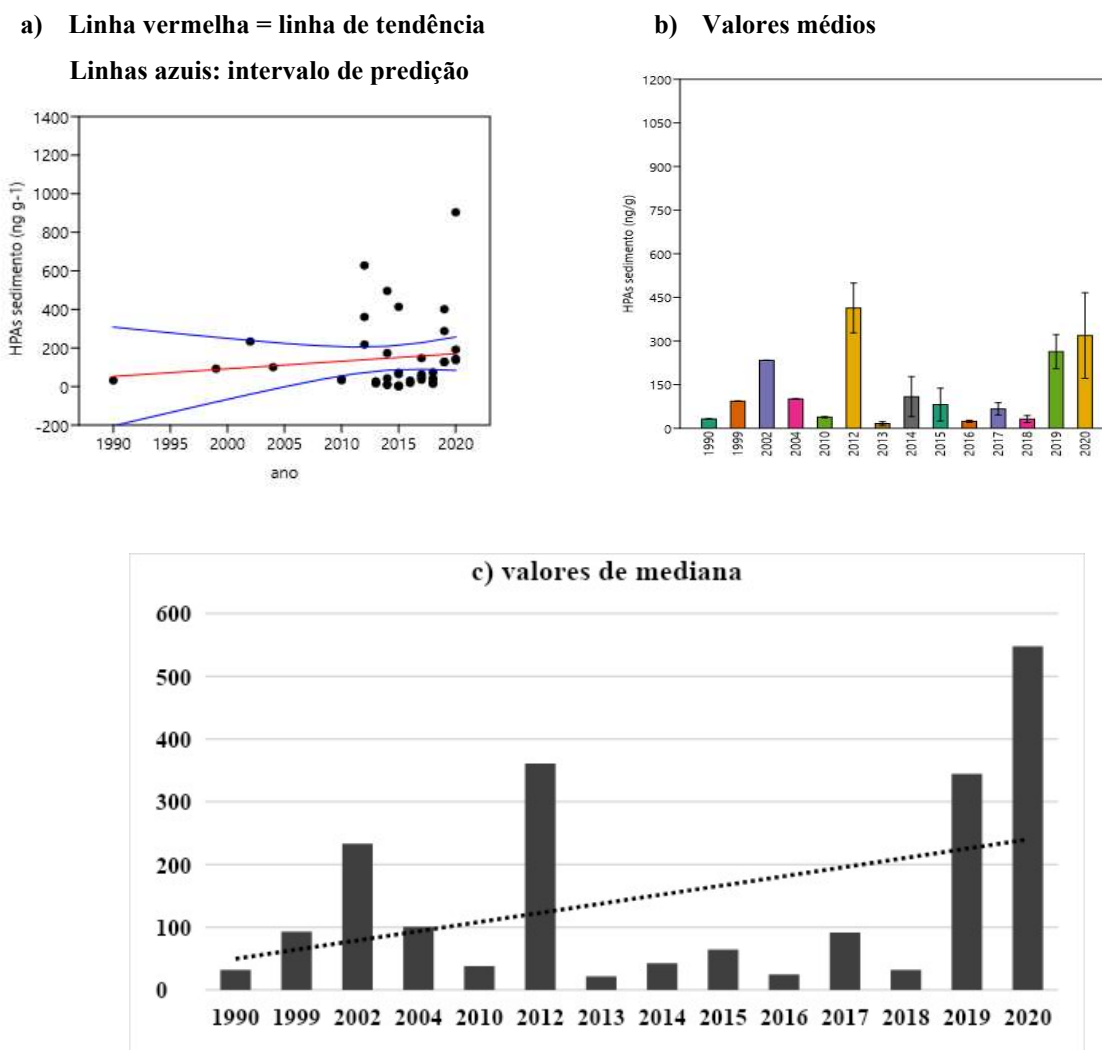 a) Linha vermelha = linha de tendência
Linhas azuis: intervalo de predição
1400
1200
1000
800
600
400
200
0
-200
HPAs sedimento (ng g-1)
1990 1995 2000 2005 2010 2015 2020
ano
b) Valores médios
1200
1050
900
750
600
450
300
150
0
HPAs sedimento (ng/g)
1990 1999 2002 2004 2010 2012 2013 2014 2015 2016 2017 2018 2019 2020
c) valores de mediana
600
500
400
300
200
100
0
1990 1999 2002 2004 2010 2012 2013 2014 2015 2016 2017 2018 2019 2020